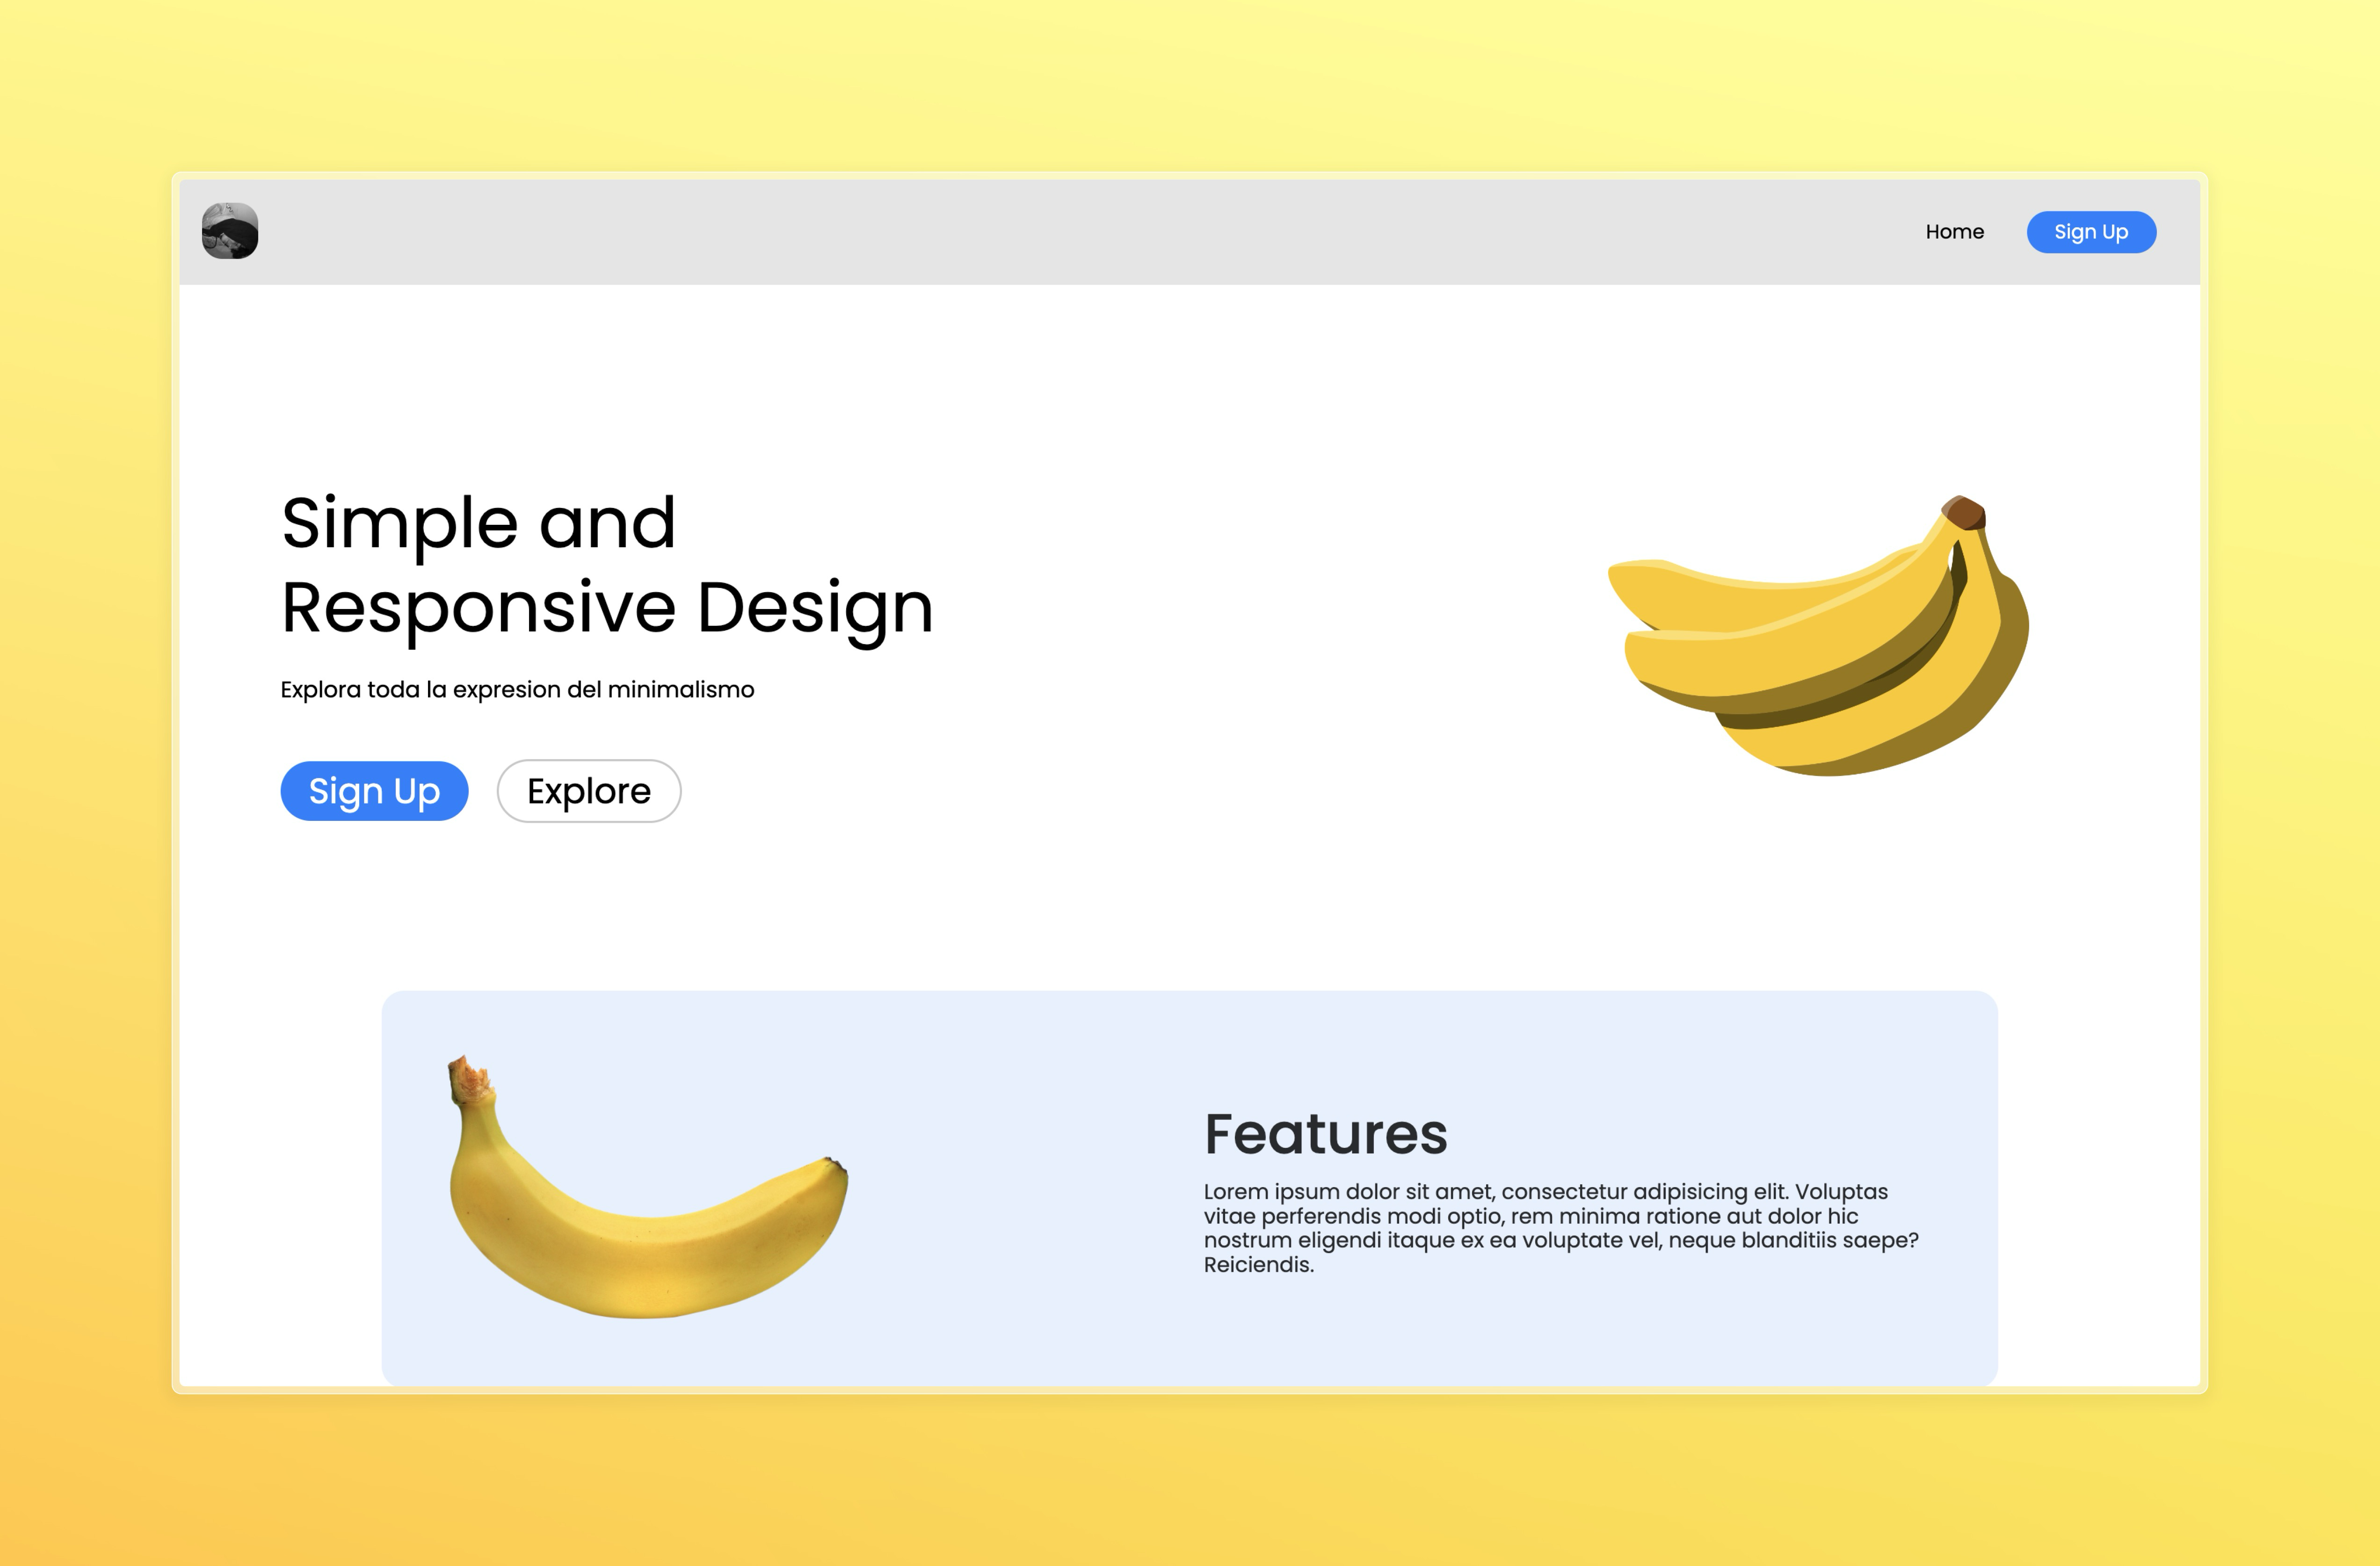 Home
Sign Up
Simple and
Responsive Design
Explora toda la expresion del minimalismo
Sign Up
Explore
Features
Lorem ipsum dolor sit amet, consectetur adipisicing elit. Voluptas
vitae perferendis modi optio, rem minima ratione aut dolor hic
nostrum eligendi itaque ex ea voluptate vel, neque blanditiis saepe?
Reiciendis.